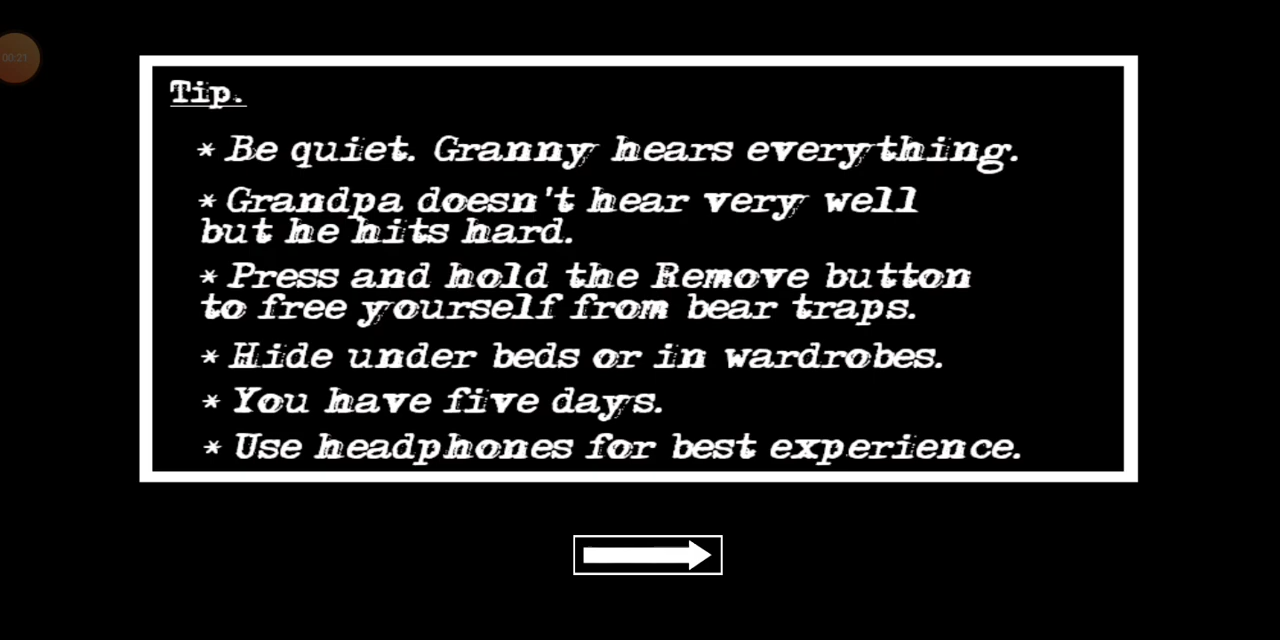 00:21
Tip.
* Be quiet. Granny hears everything.
* Grandpa doesn't hear very well
but he hits hard.
* Press and hold the Remove button
to free yourself from bear traps.
* Hide under beds or in wardrobes.
* You have five days.
* Use headphones for best experience.